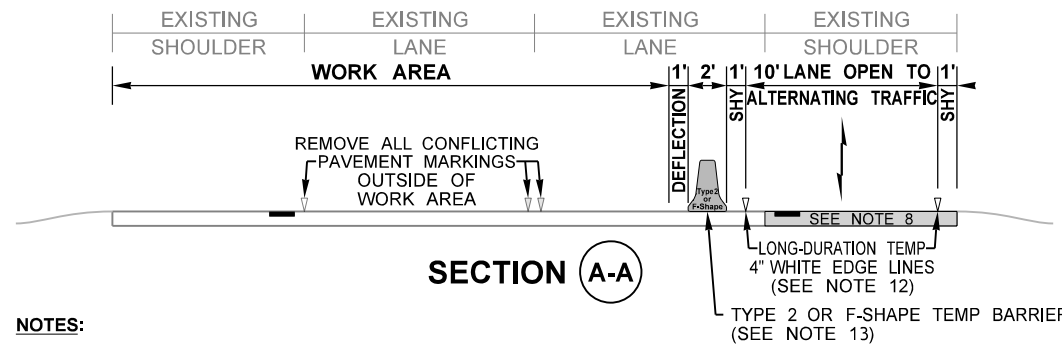 EXISTING EXISTING EXISTING EXISTING
SHOULDER LANE LANE SHOULDER
WORK AREA 1' 2' 1' 10' LANE OPEN TO 1'
ALTERNATING TRAFFIC
DEFLECTION
SHY
SHY
REMOVE ALL CONFLICTING
PAVEMENT MARKINGS
OUTSIDE OF
WORK AREA
Type 2
or
F-Shape
SEE NOTE 8
LONG-DURATION TEMP
4" WHITE EDGE LINES
(SEE NOTE 12)
SECTION A-A
TYPE 2 OR F-SHAPE TEMP BARRIER
(SEE NOTE 13)
NOTES: